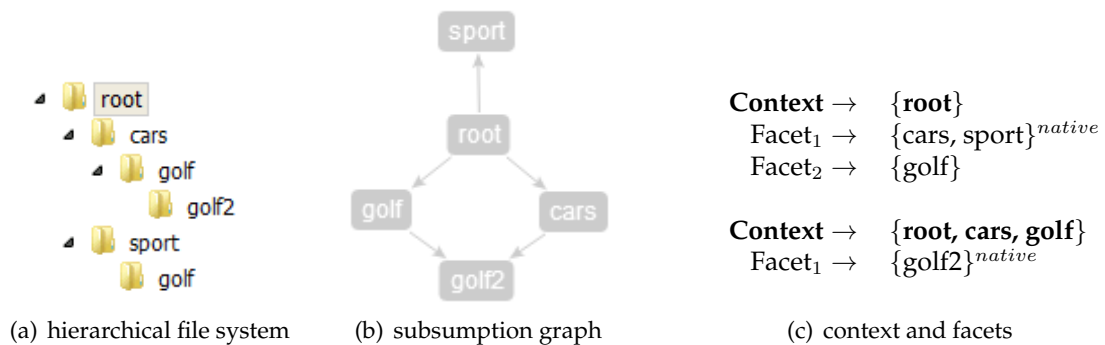 root
cars
golf
golf2
sport
golf
(a) hierarchical file system
sport
root
golf
cars
golf2
(b) subsumption graph
Context → {root}
Facet₁ → {cars, sport}ⁿᵃᵗⁱᵛᵉ
Facet₂ → {golf}
Context → {root, cars, golf}
Facet₁ → {golf2}ⁿᵃᵗⁱᵛᵉ
(c) context and facets